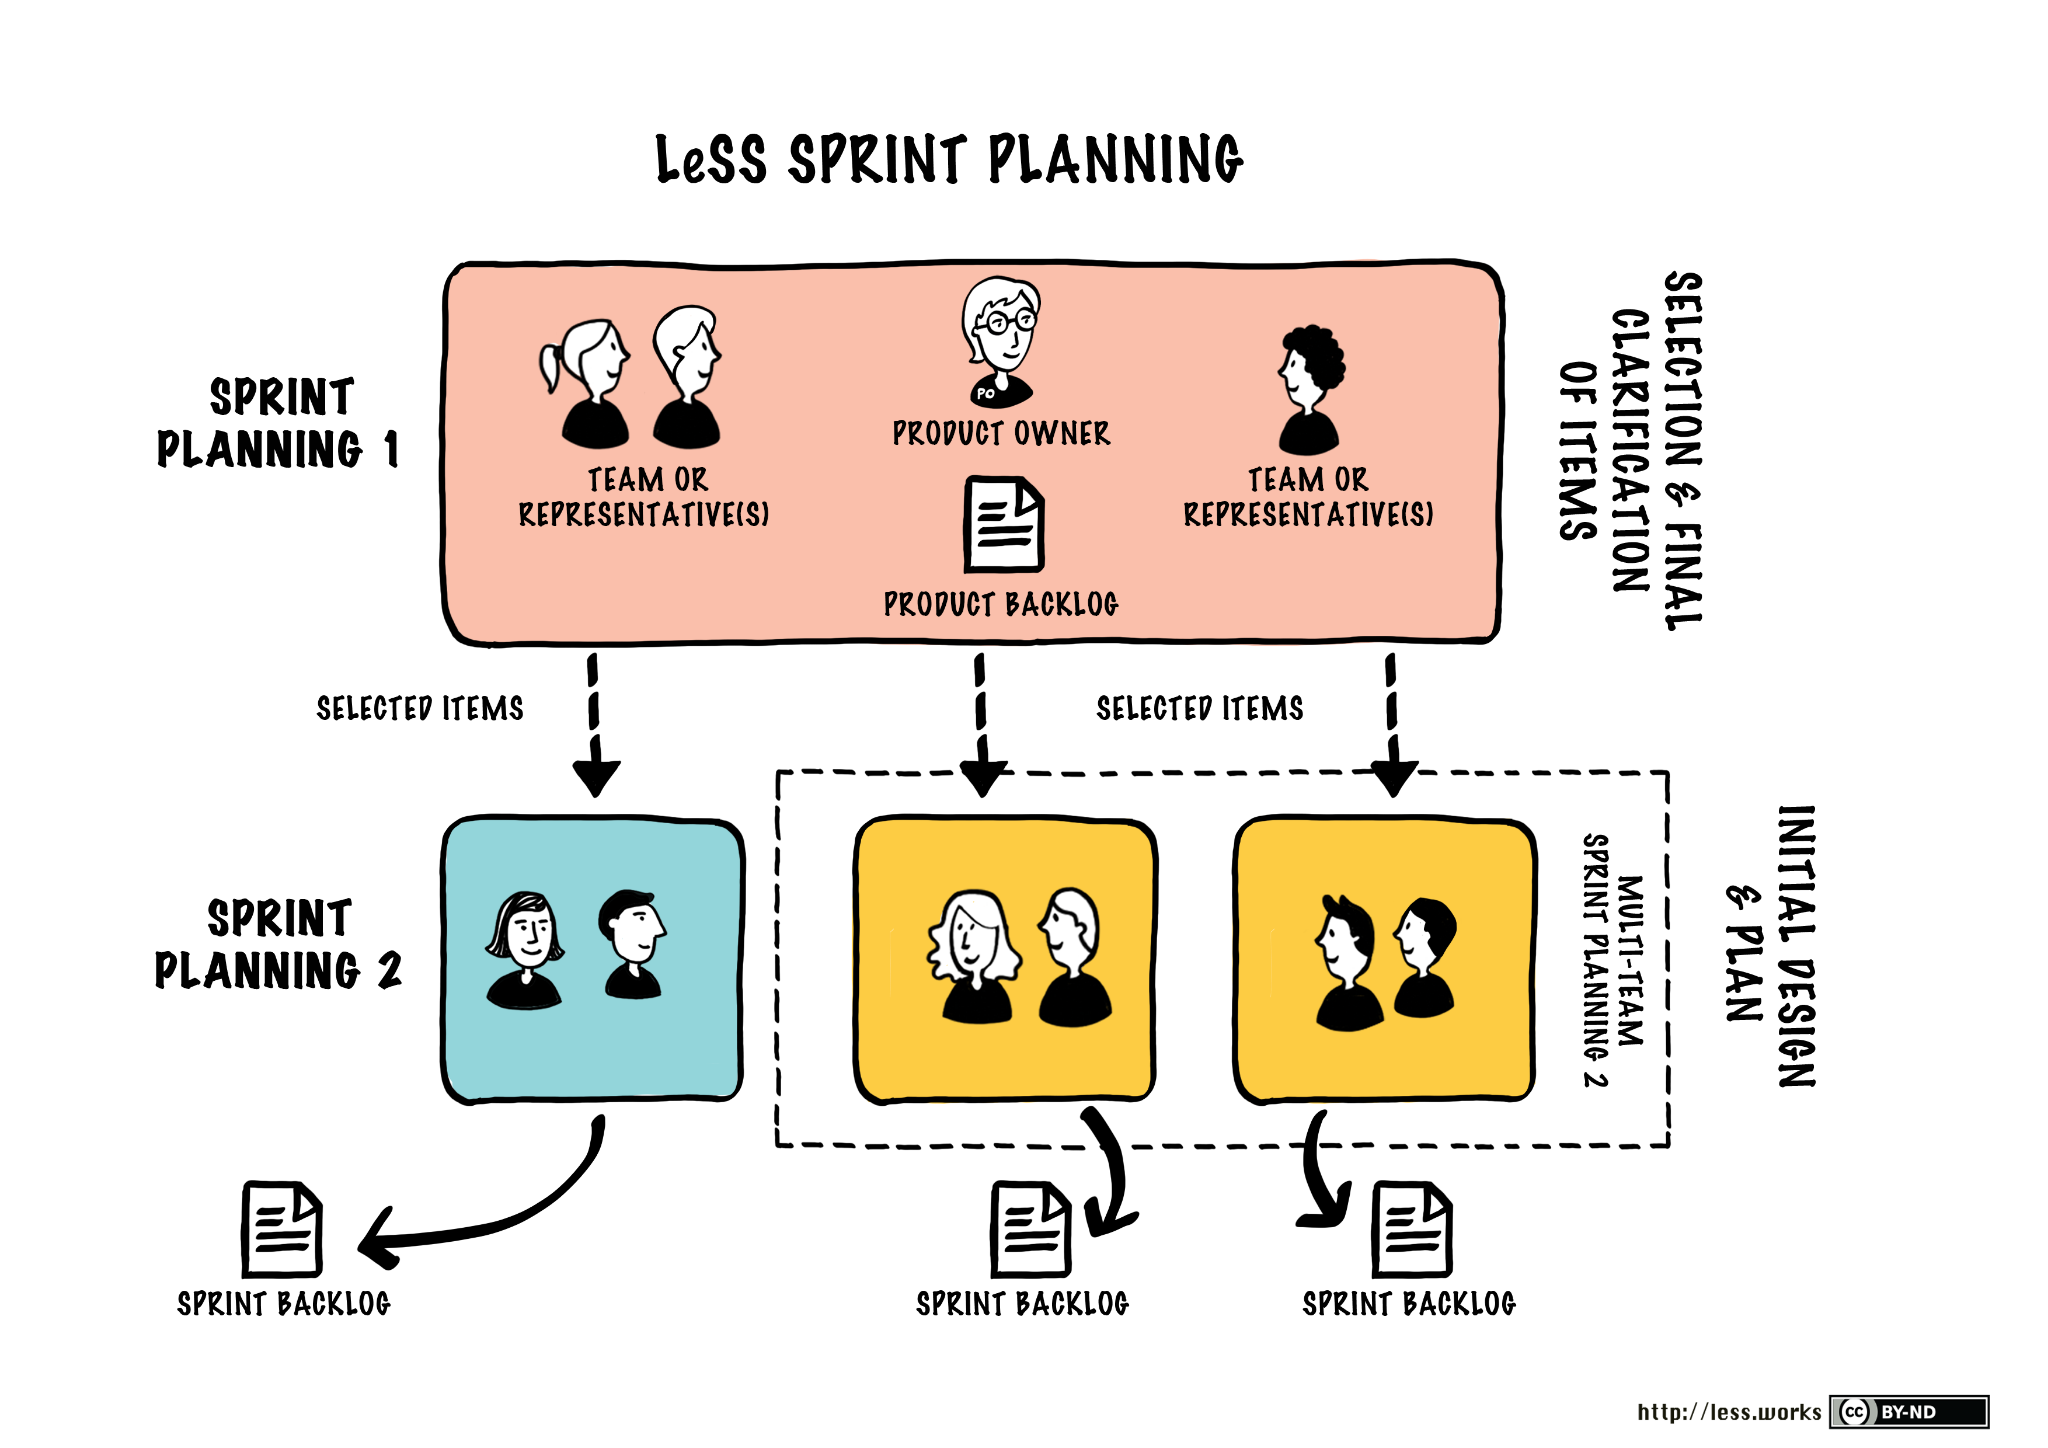 LeSS SPRINT PLANNING
SPRINT
PLANNING 1
PO
PRODUCT OWNER
TEAM OR
REPRESENTATIVE(S)
TEAM OR
REPRESENTATIVE(S)
PRODUCT BACKLOG
SELECTION & FINAL
CLARIFICATION
OF ITEMS
SELECTED ITEMS
SELECTED ITEMS
SPRINT
PLANNING 2
MULTI-TEAM
SPRINT PLANNING 2
INITIAL DESIGN
& PLAN
SPRINT BACKLOG
SPRINT BACKLOG
SPRINT BACKLOG
http://less.works
cc BY-ND